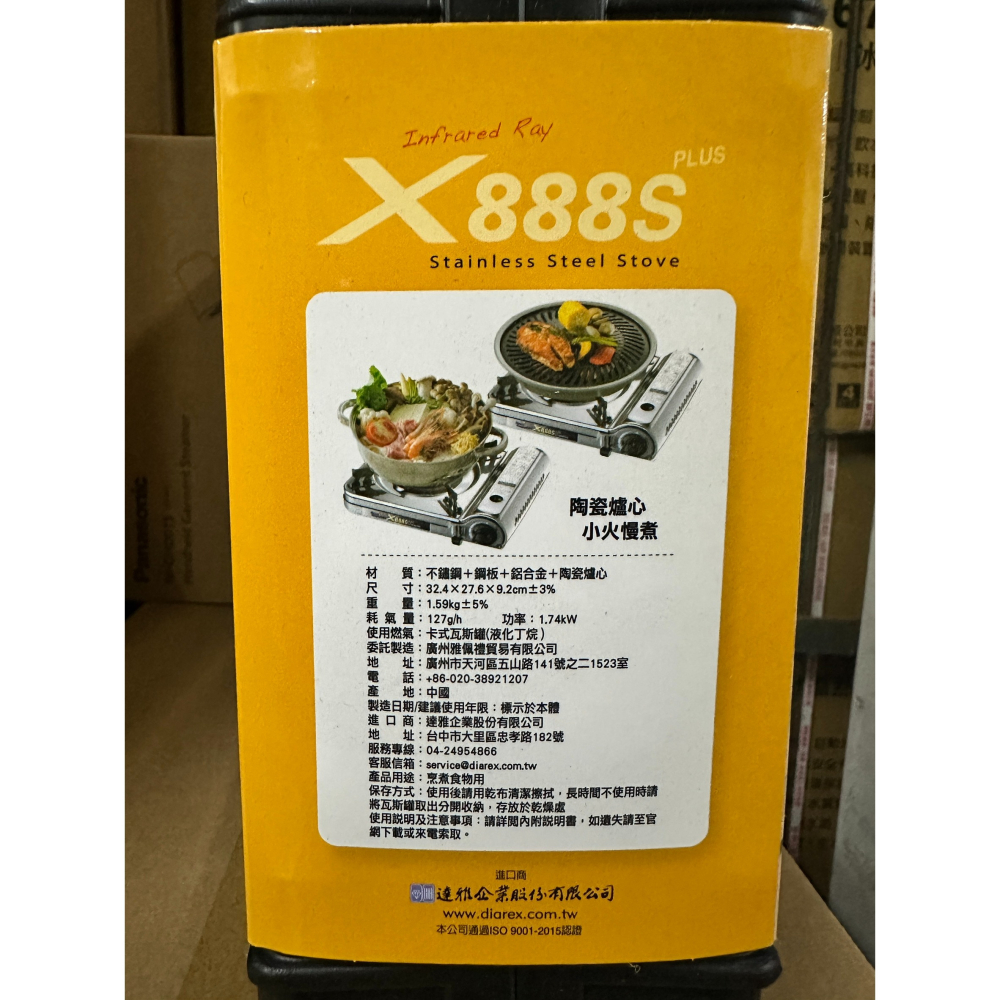 Infrared Ray
X888S PLUS
Stainless Steel Stove
X888S
X888S
陶瓷爐心
小火慢煮
材 質：不鏽鋼＋鋼板＋鋁合金＋陶瓷爐心
尺 寸：32.4×27.6×9.2cm±3%
重 量：1.59kg±5%
耗 氣 量：127g/h 功率：1.74kW
使用燃氣：卡式瓦斯罐(液化丁烷)
委託製造：廣州雅佩禮貿易有限公司
地 址：廣州市天河區五山路141號之二1523室
電 話：+86-020-38921207
產 地：中國
製造日期/建議使用年限：標示於本體
進 口 商：達雅企業股份有限公司
地 址：台中市大里區忠孝路182號
服務專線：04-24954866
客服信箱：service@diarex.com.tw
產品用途：烹煮食物用
保存方式：使用後請用乾布清潔擦拭，長時間不使用時請
將瓦斯罐取出分開收納，存放於乾燥處
使用説明及注意事項：請詳閱內附説明書，如遺失請至官
網下載或來電索取。
進口商
達雅企業股份有限公司
www.diarex.com.tw
本公司通過ISO 9001-2015認證
Panasonic
4